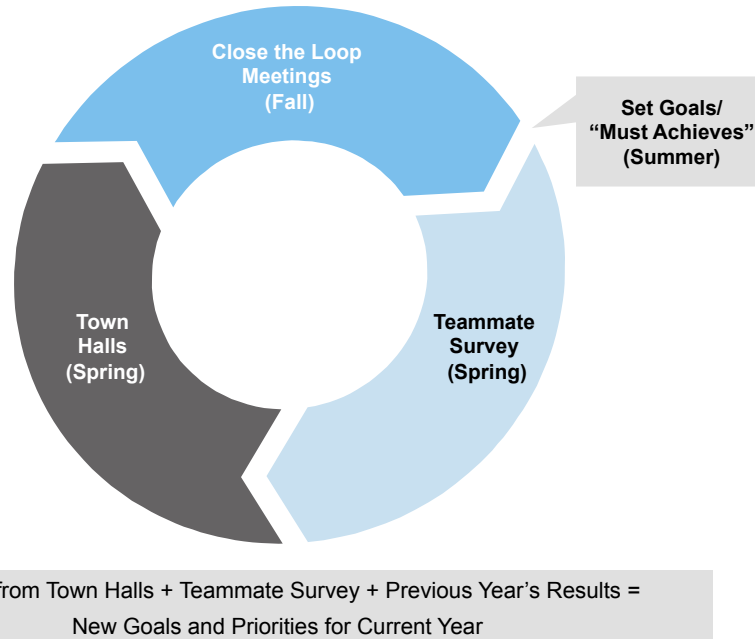 Close the Loop
Meetings
(Fall)
Set Goals/
“Must Achieves”
(Summer)
Town
Halls
(Spring)
Teammate
Survey
(Spring)
from Town Halls + Teammate Survey + Previous Year’s Results =
New Goals and Priorities for Current Year